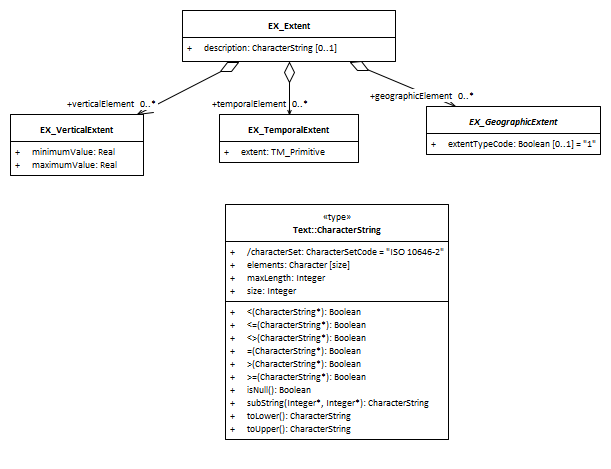 EX_Extent
+ description: CharacterString [0..1]
+verticalElement 0..*
+temporalElement 0..*
+geographicElement 0..*
EX_VerticalExtent
+ minimumValue: Real
+ maximumValue: Real
EX_TemporalExtent
+ extent: TM_Primitive
EX_GeographicExtent
+ extentTypeCode: Boolean [0..1] = "1"
«type»
Text::CharacterString
+ /characterSet: CharacterSetCode = "ISO 10646-2"
+ elements: Character [size]
+ maxLength: Integer
+ size: Integer
+ <(CharacterString*): Boolean
+ <=(CharacterString*): Boolean
+ <>(CharacterString*): Boolean
+ =(CharacterString*): Boolean
+ >(CharacterString*): Boolean
+ >=(CharacterString*): Boolean
+ isNull(): Boolean
+ subString(Integer*, Integer*): CharacterString
+ toLower(): CharacterString
+ toUpper(): CharacterString